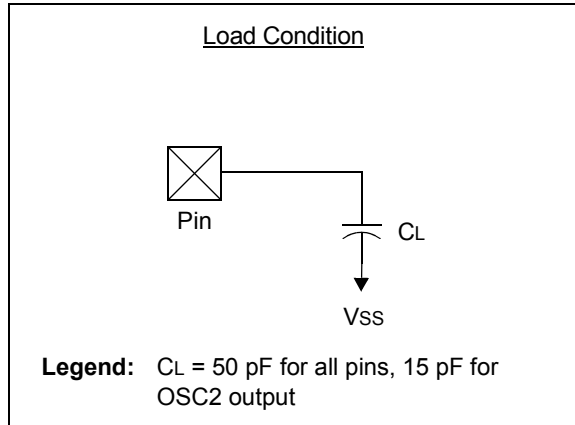 Load Condition
Pin
CL
VSS
Legend: CL = 50 pF for all pins, 15 pF for
OSC2 output